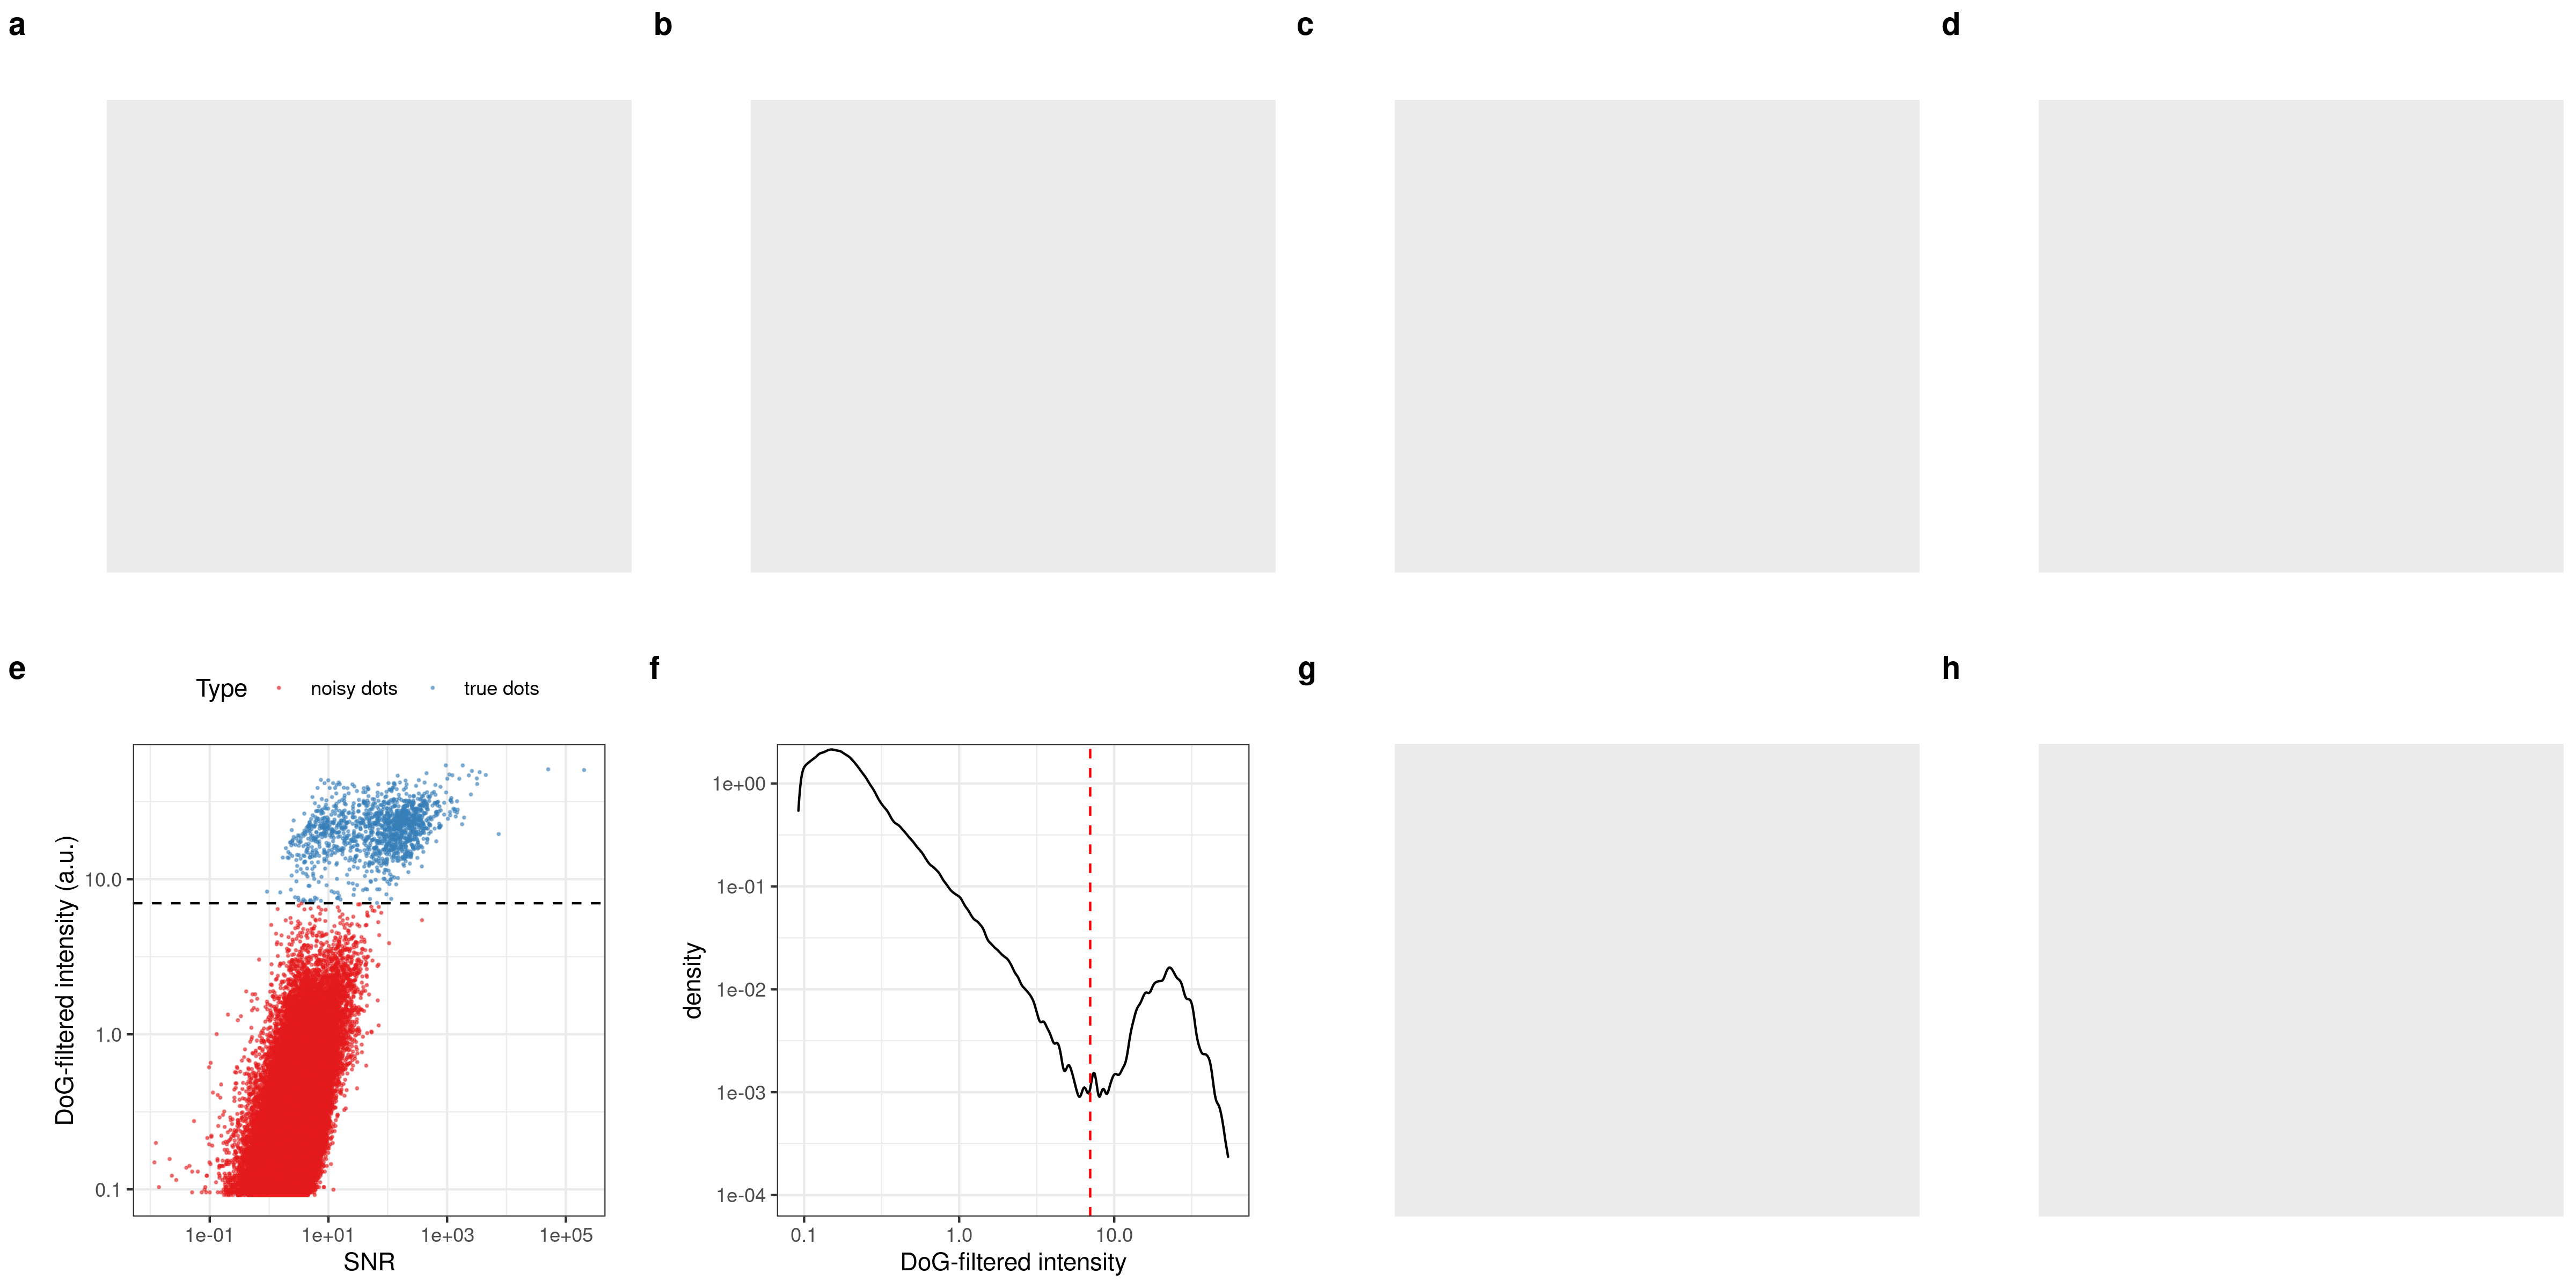 a
b
c
d
e
Type noisy dots true dots
DoG-filtered intensity (a.u.)
10.0
1.0
0.1
1e-01 1e+01 1e+03 1e+05
SNR
f
density
1e+00
1e-01
1e-02
1e-03
1e-04
0.1 1.0 10.0
DoG-filtered intensity
g
h